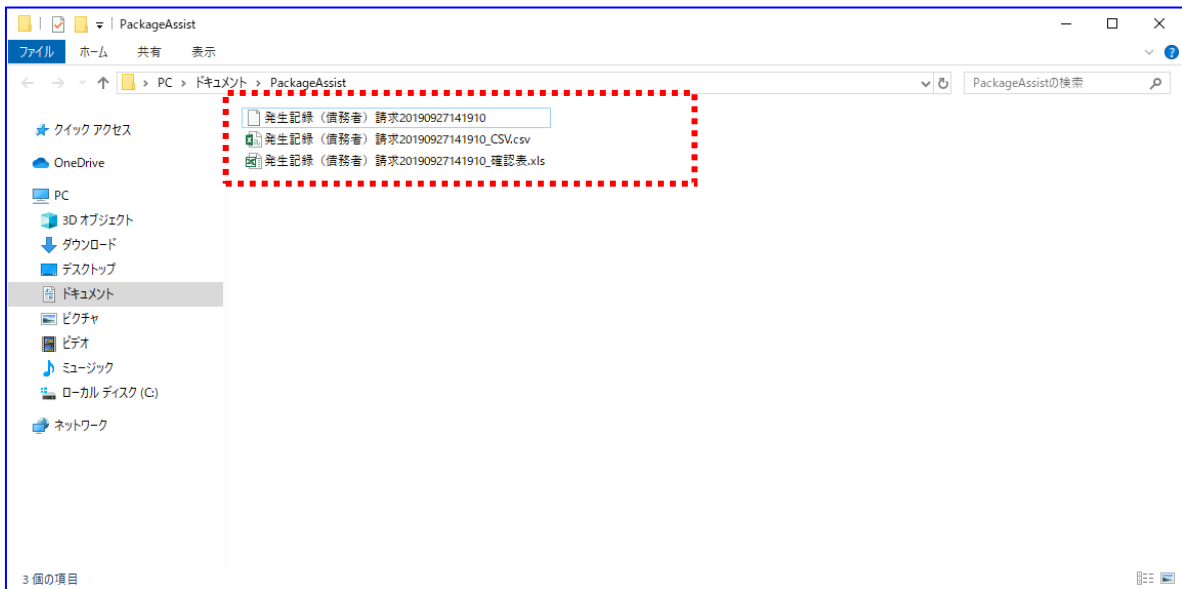 PackageAssist
ファイル ホーム 共有 表示
PC › ドキュメント › PackageAssist
PackageAssistの検索
クイック アクセス
OneDrive
PC
3D オブジェクト
ダウンロード
デスクトップ
ドキュメント
ピクチャ
ビデオ
ミュージック
ローカル ディスク (C:)
ネットワーク
発生記録（債務者）請求20190927141910
発生記録（債務者）請求20190927141910_CSV.csv
発生記録（債務者）請求20190927141910_確認表.xls
3 個の項目